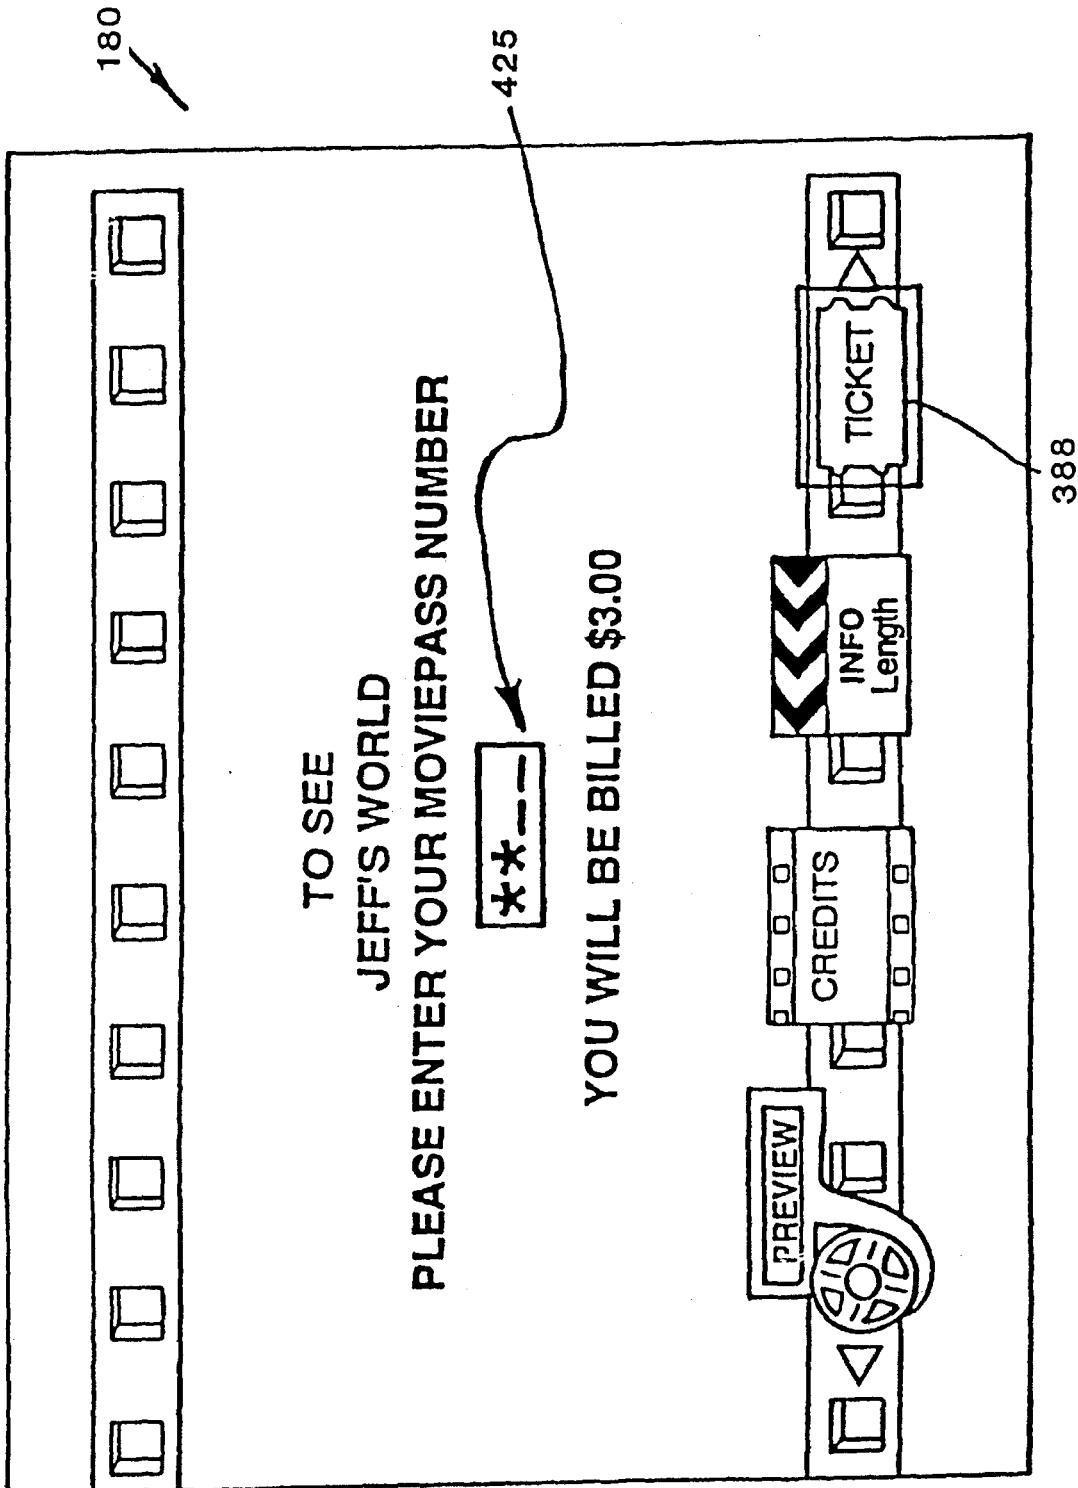 180
425
TO SEE
JEFF'S WORLD
PLEASE ENTER YOUR MOVIEPASS NUMBER
**--
YOU WILL BE BILLED $3.00
PREVIEW
CREDITS
INFO
Length
TICKET
388